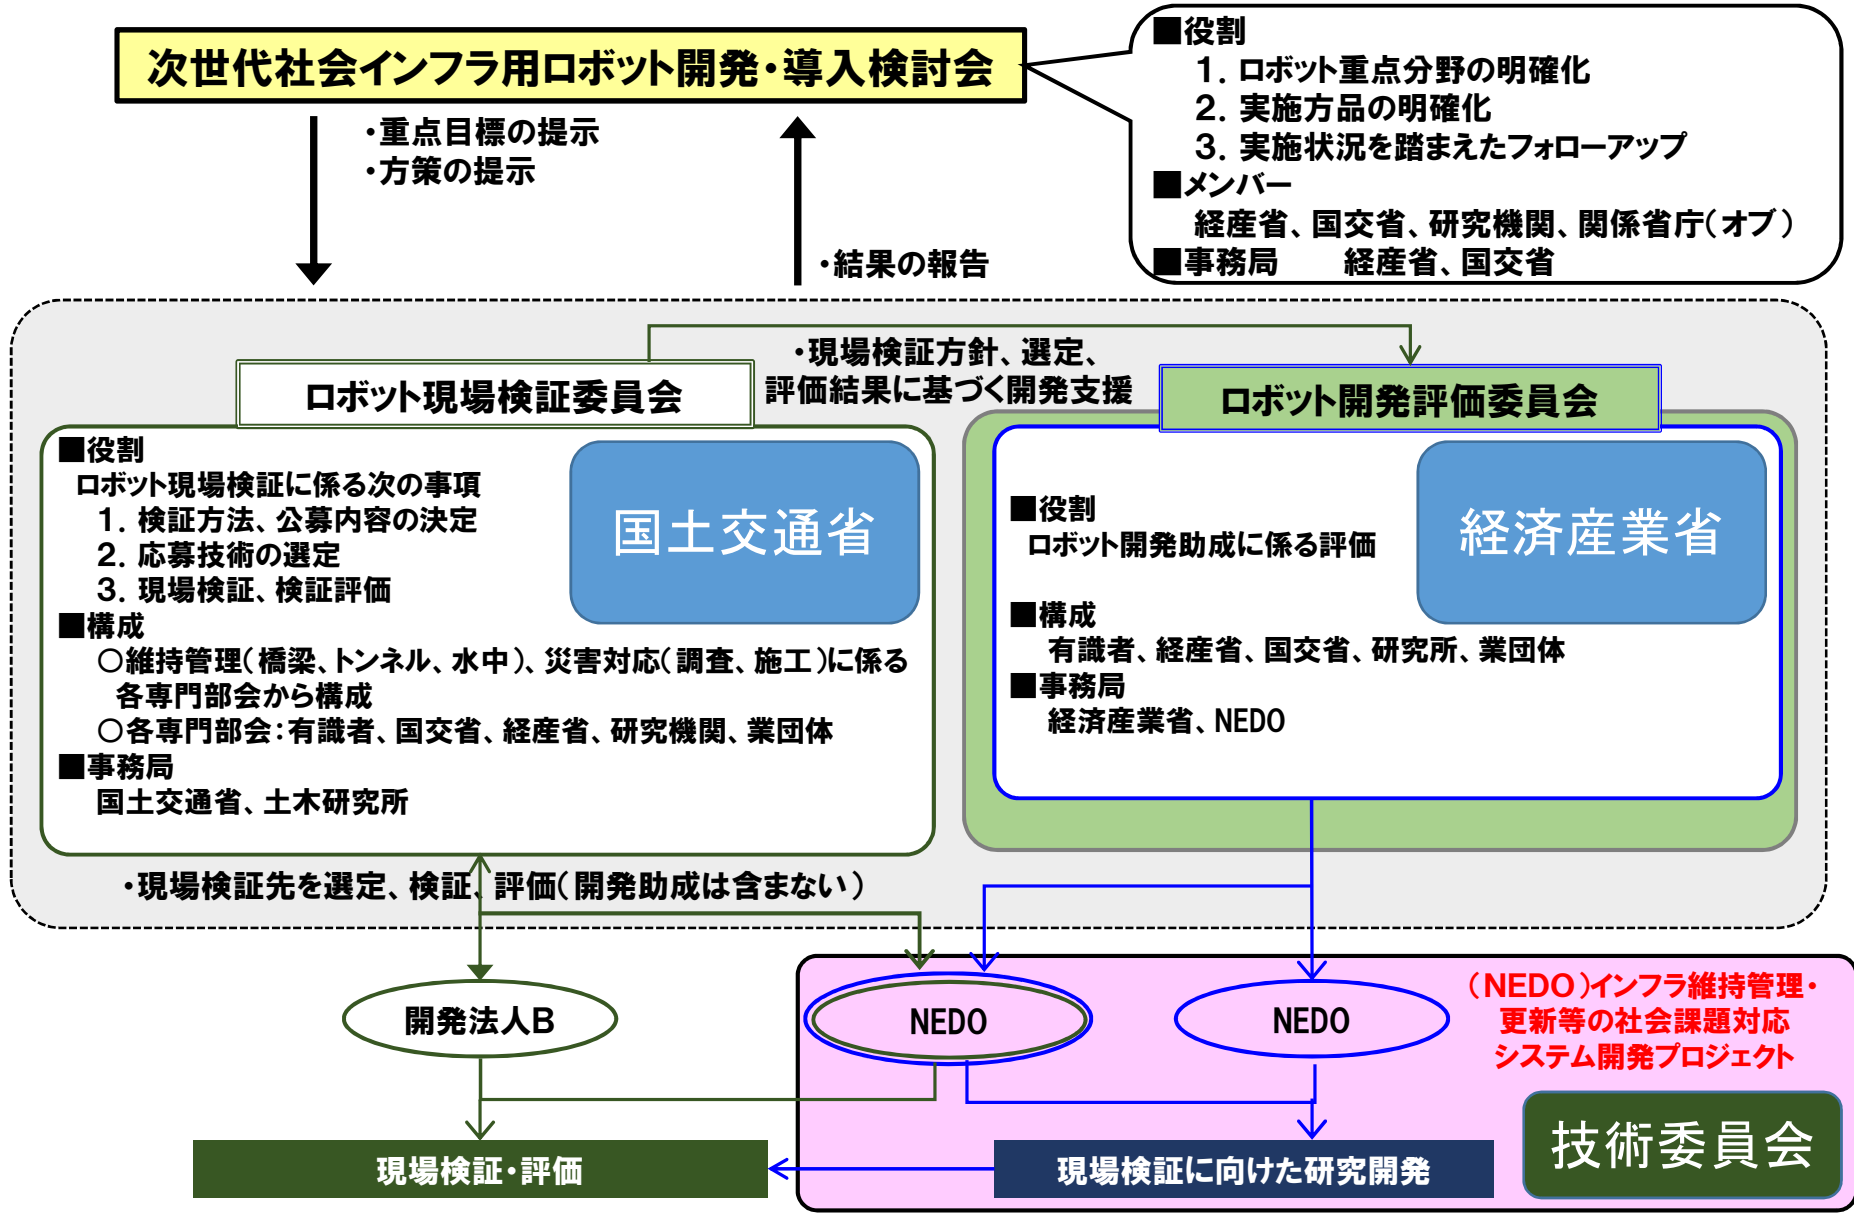 次世代社会インフラ用ロボット開発・導入検討会
■役割
1. ロボット重点分野の明確化
2. 実施方品の明確化
3. 実施状況を踏まえたフォローアップ
■メンバー
経産省、国交省、研究機関、関係省庁(オブ)
■事務局　経産省、国交省
・重点目標の提示
・方策の提示
・結果の報告
・現場検証方針、選定、
評価結果に基づく開発支援
ロボット現場検証委員会
■役割
ロボット現場検証に係る次の事項
1. 検証方法、公募内容の決定
2. 応募技術の選定
3. 現場検証、検証評価
■構成
○維持管理(橋梁、トンネル、水中)、災害対応(調査、施工)に係る
各専門部会から構成
○各専門部会:有識者、国交省、経産省、研究機関、業団体
■事務局
国土交通省、土木研究所
国土交通省
ロボット開発評価委員会
■役割
ロボット開発助成に係る評価
■構成
有識者、経産省、国交省、研究所、業団体
■事務局
経済産業省、NEDO
経済産業省
・現場検証先を選定、検証、評価(開発助成は含まない)
開発法人B
NEDO
NEDO
(NEDO)インフラ維持管理・
更新等の社会課題対応
システム開発プロジェクト
技術委員会
現場検証・評価
現場検証に向けた研究開発